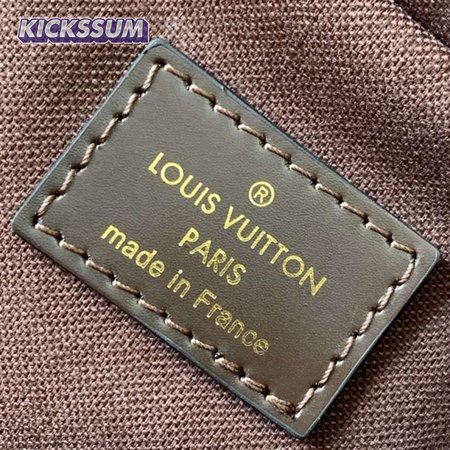 KICKSSUM
®
LOUIS VUITTON
PARIS
made in France